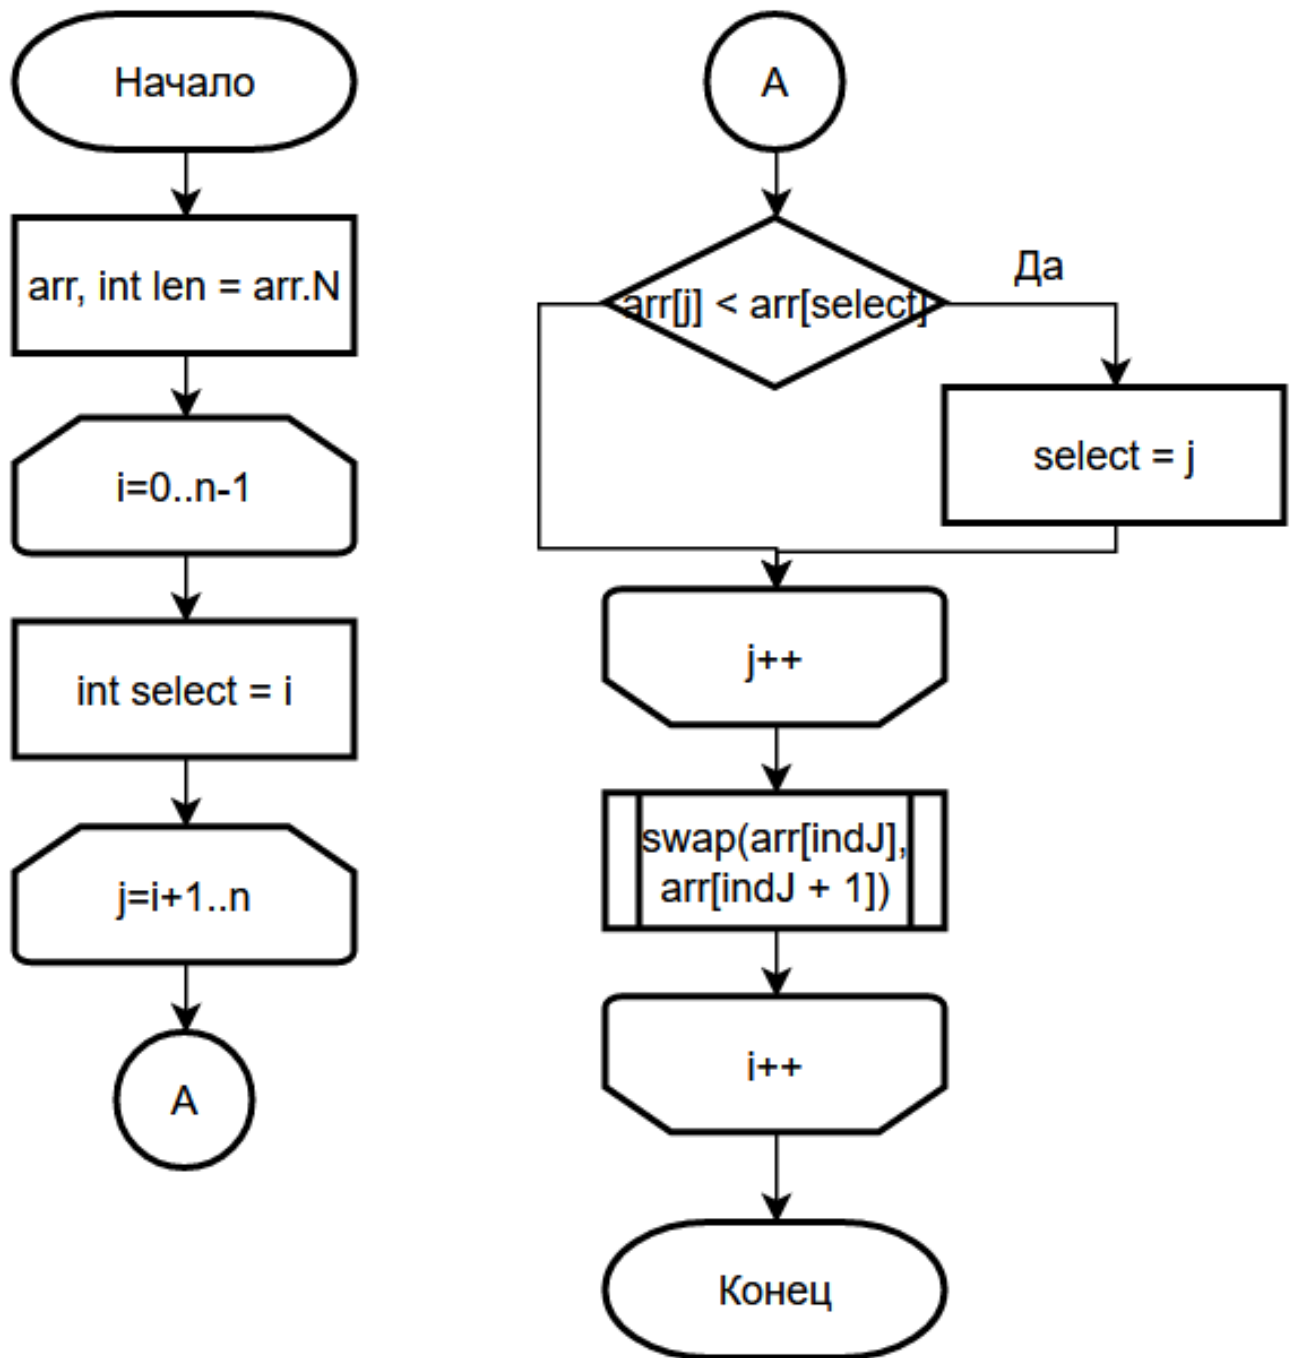 Начало
arr, int len = arr.N
i=0..n-1
int select = i
j=i+1..n
A
A
arr[j] < arr[select]
Да
select = j
j++
swap(arr[indJ],
arr[indJ + 1])
i++
Конец